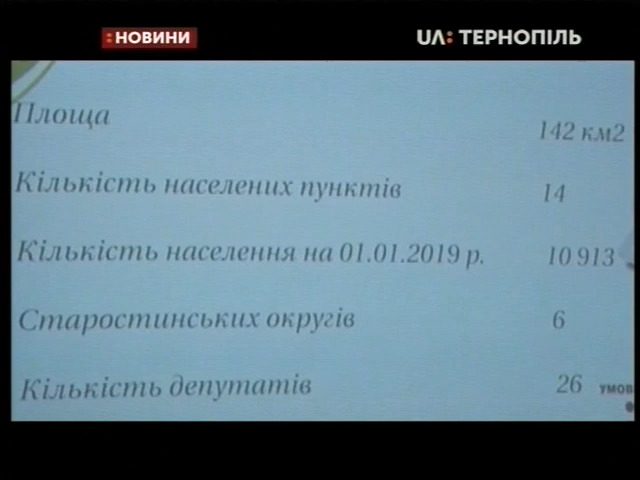 :НОВИНИ
UA: ТЕРНОПІЛЬ
Площа 142 км2
Кількість населених пунктів 14
Кількість населення на 01.01.2019 р. 10 913
Старостинських округів 6
Кількість депутатів 26
УМОВ